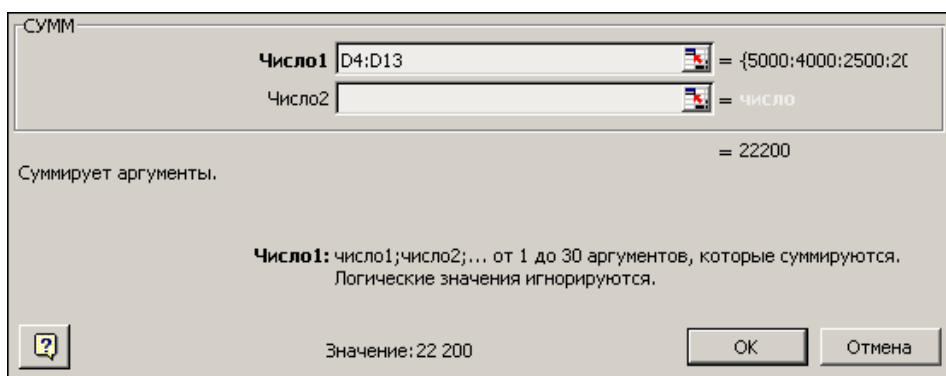 СУММ
Число1 D4:D13 = {5000:4000:2500:20
Число2 = число
= 22200
Суммирует аргументы.
Число1: число1;число2;... от 1 до 30 аргументов, которые суммируются.
Логические значения игнорируются.
? Значение: 22 200 ОК Отмена